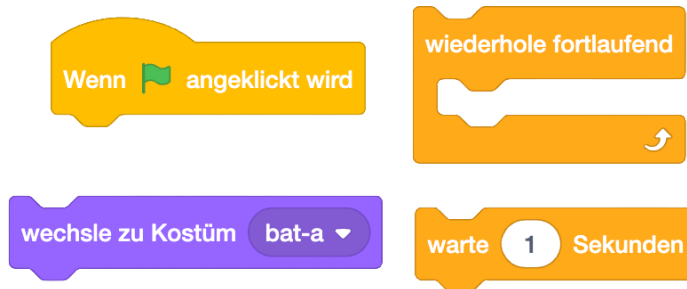 Wenn angeklickt wird
wiederhole fortlaufend
wechsle zu Kostüm bat-a
warte 1 Sekunden